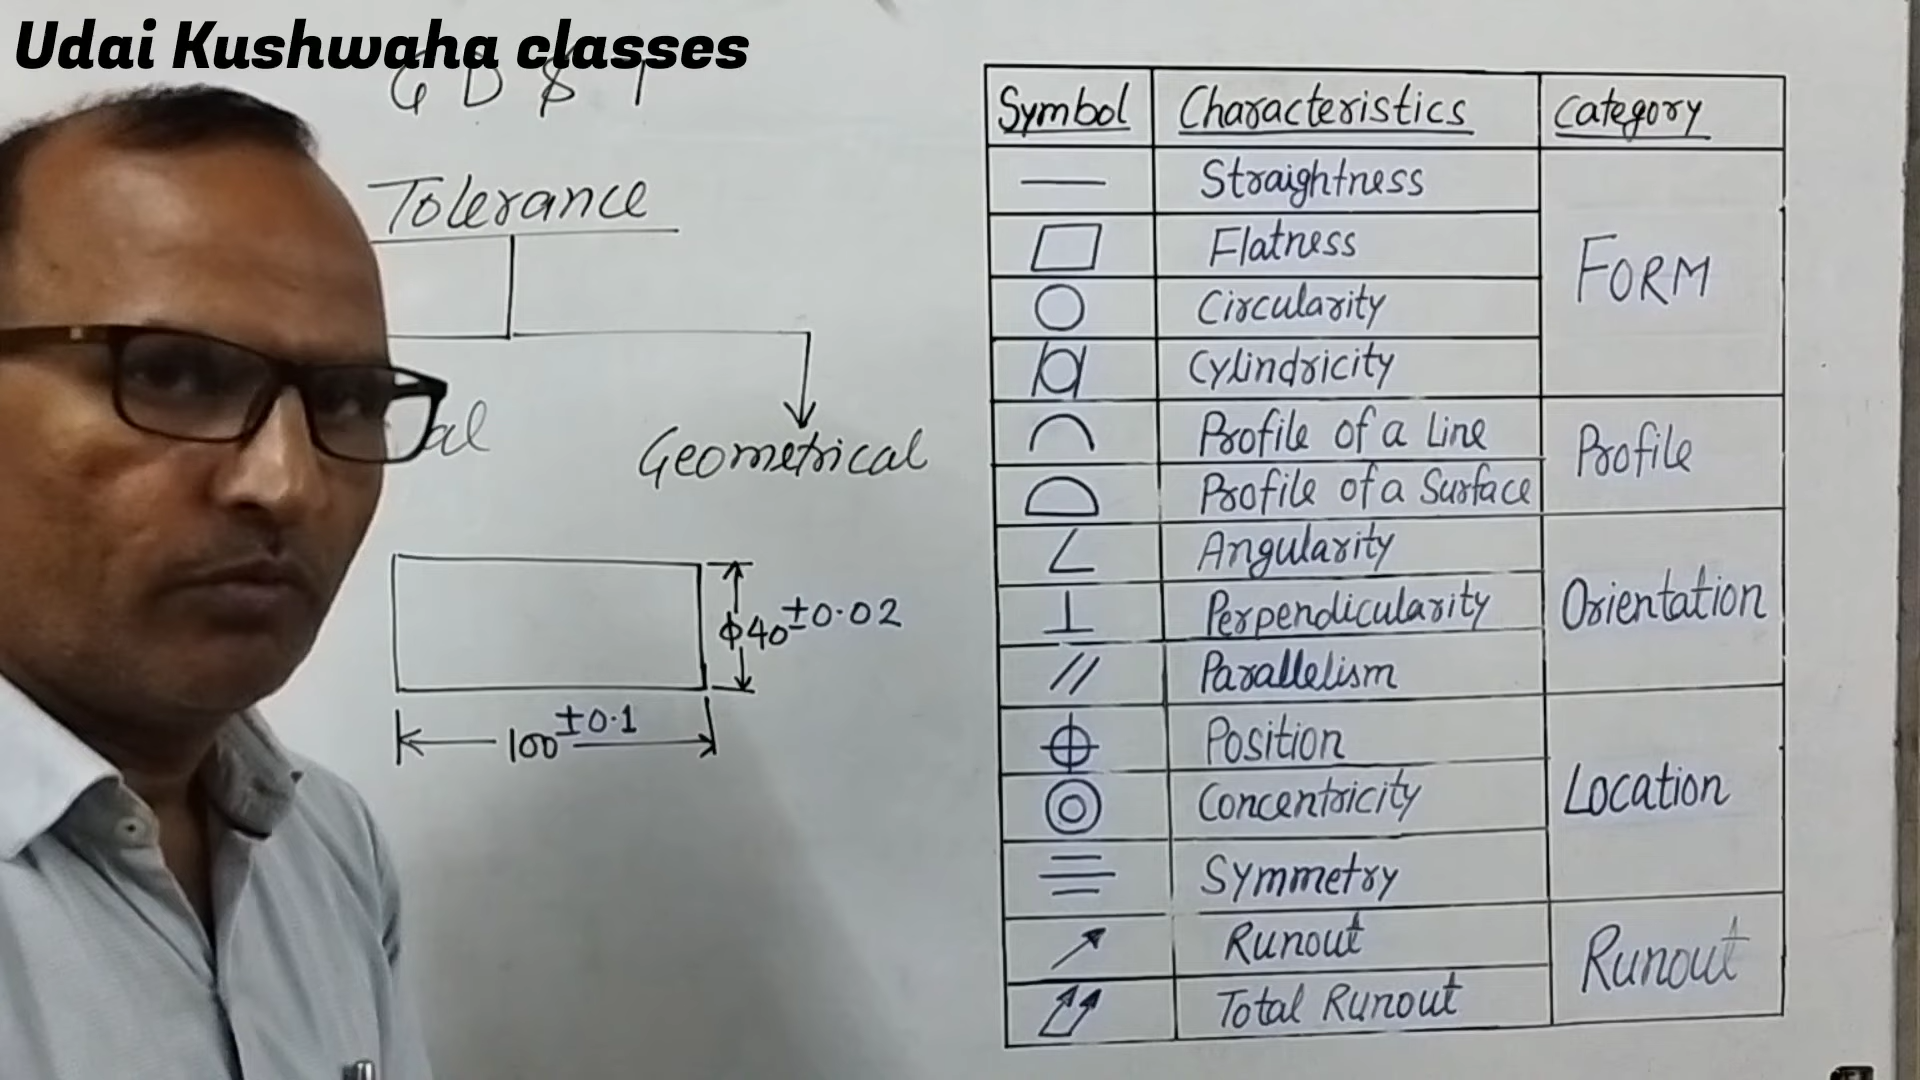 Udai Kushwaha classes
G D & T
Tolerance
al
Geometrical
ϕ40±0.02
100±0.1
Symbol Characteristics Category
Straightness
Flatness
Circularity
Cylindricity
FORM
Profile of a Line
Profile of a Surface
Profile
Angularity
Perpendicularity
Parallelism
Orientation
Position
Concentricity
Symmetry
Location
Runout
Total Runout
Runout